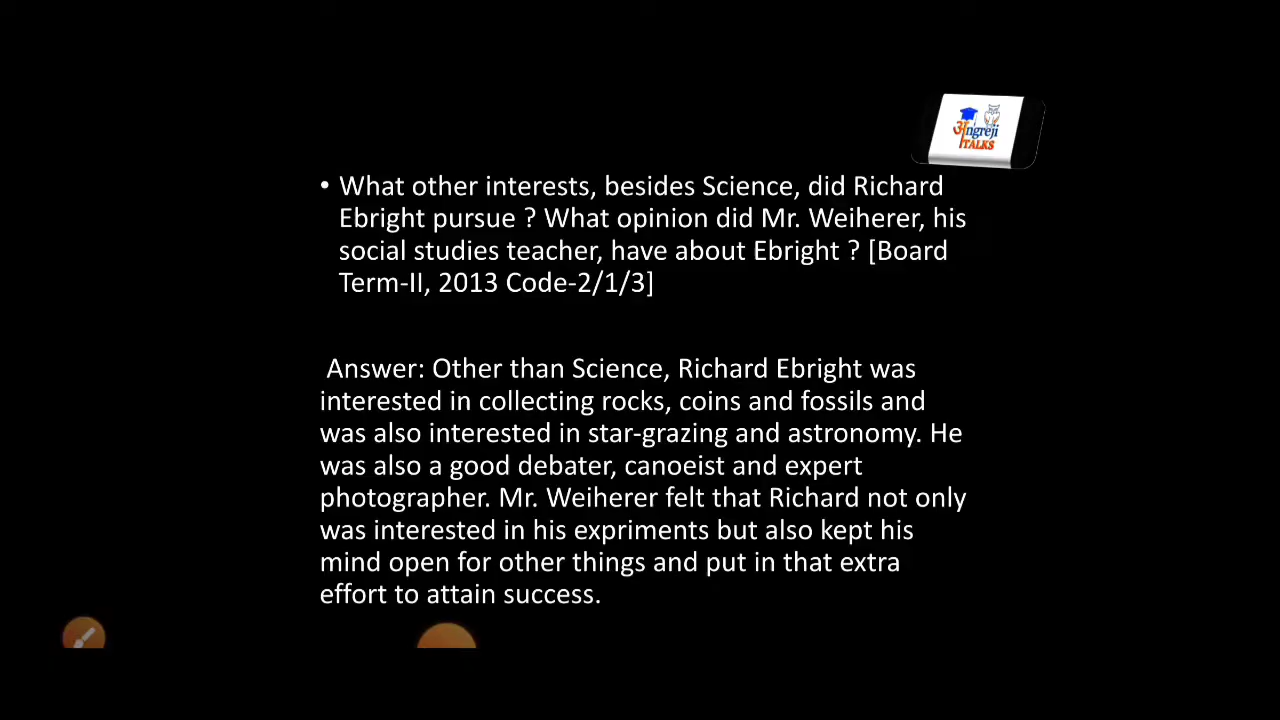 अंngreji
TALKS
• What other interests, besides Science, did Richard
Ebright pursue ? What opinion did Mr. Weiherer, his
social studies teacher, have about Ebright ? [Board
Term-II, 2013 Code-2/1/3]
Answer: Other than Science, Richard Ebright was
interested in collecting rocks, coins and fossils and
was also interested in star-grazing and astronomy. He
was also a good debater, canoeist and expert
photographer. Mr. Weiherer felt that Richard not only
was interested in his expriments but also kept his
mind open for other things and put in that extra
effort to attain success.